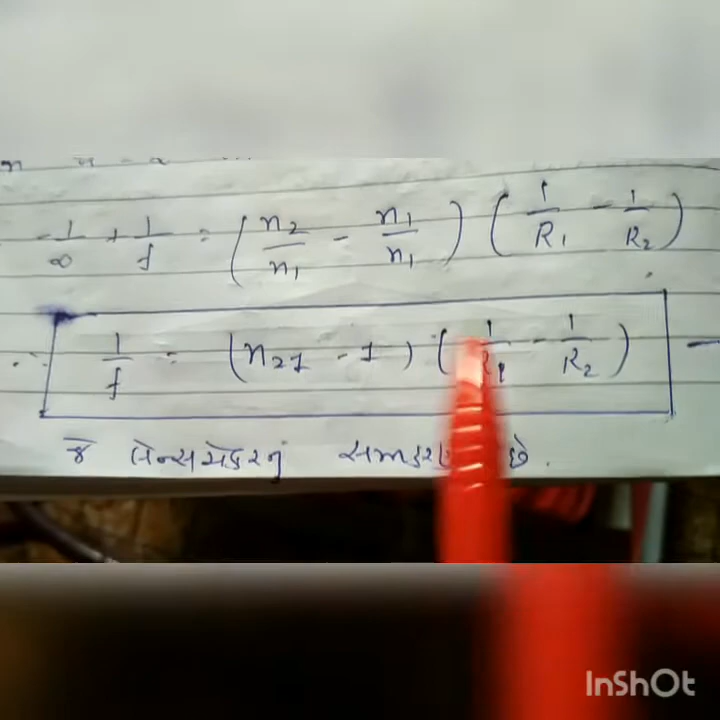 -1/∞ + 1/f = (n₂/n₁ - n₁/n₁) (1/R₁ - 1/R₂)
∴ 1/f = (n₂₁ - 1) (1/R₁ - 1/R₂)
જે લેન્સમેકરનું સમીકરણ છે.
InShOt